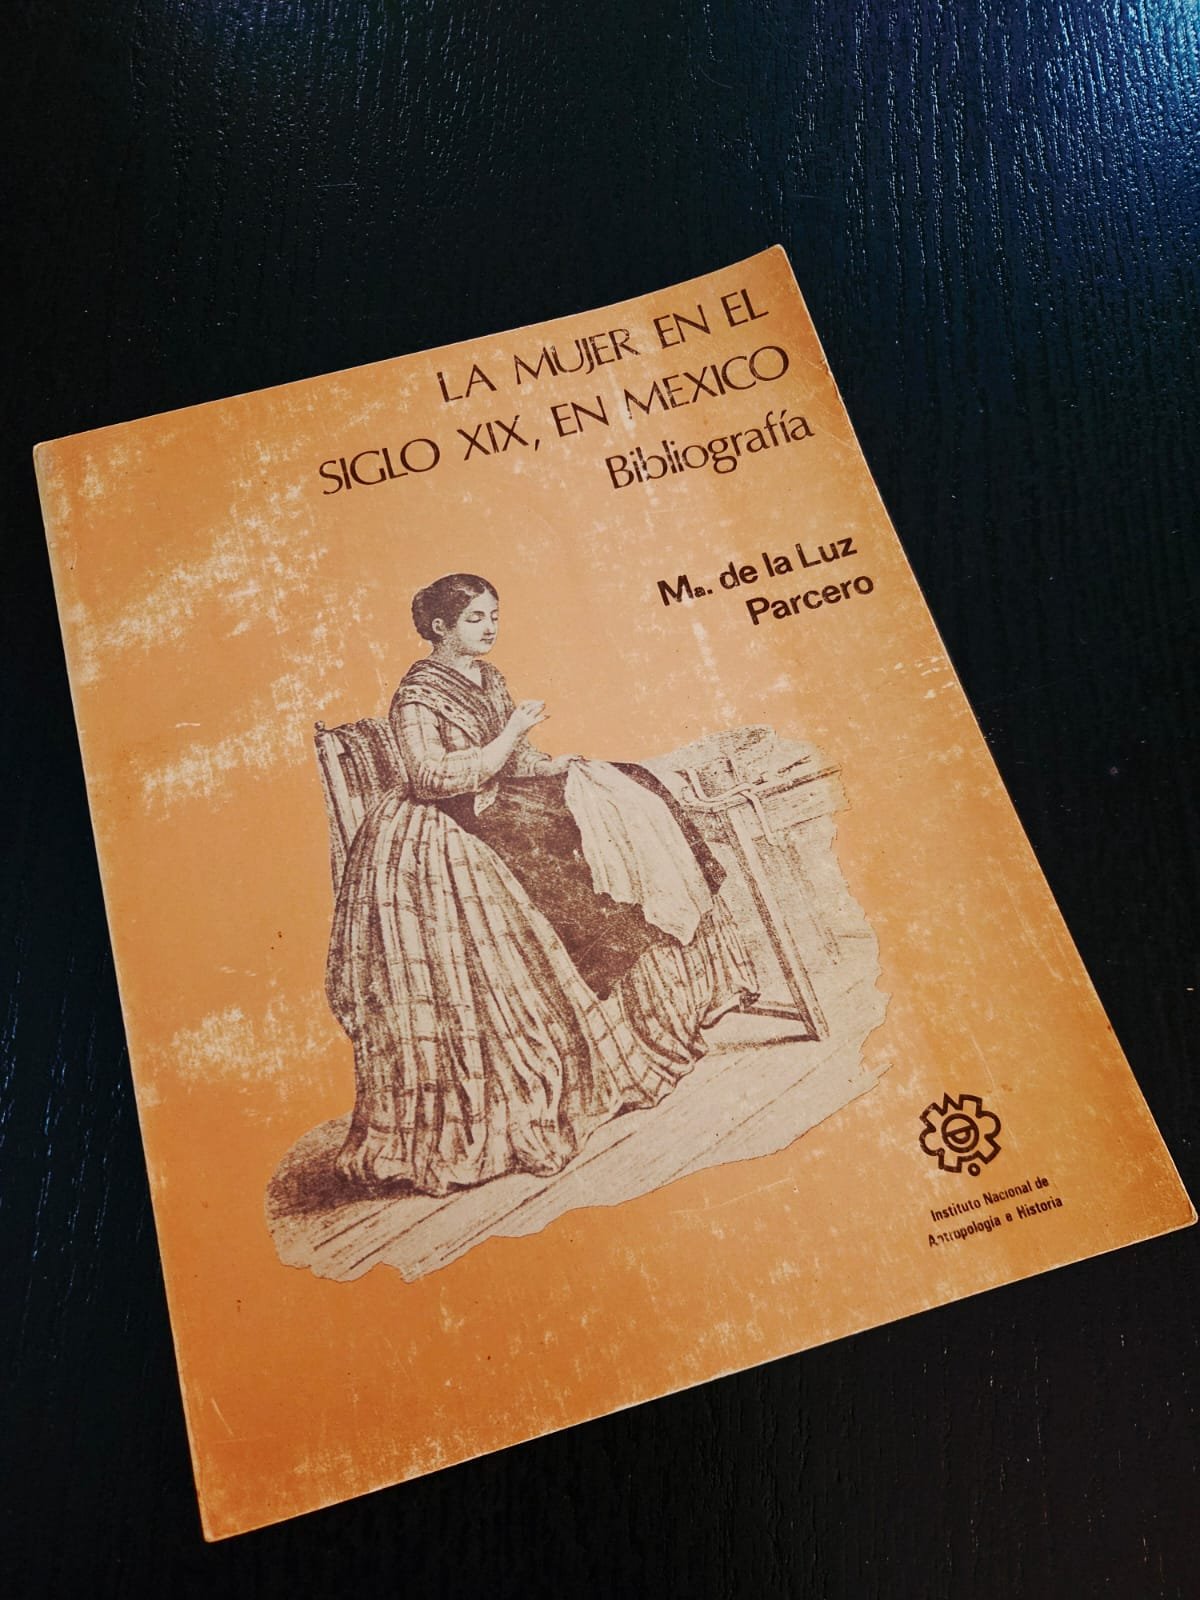 LA MUJER EN EL
SIGLO XIX, EN MEXICO
Bibliografía
Ma. de la Luz
Parcero
Instituto Nacional de
Antropología e Historia